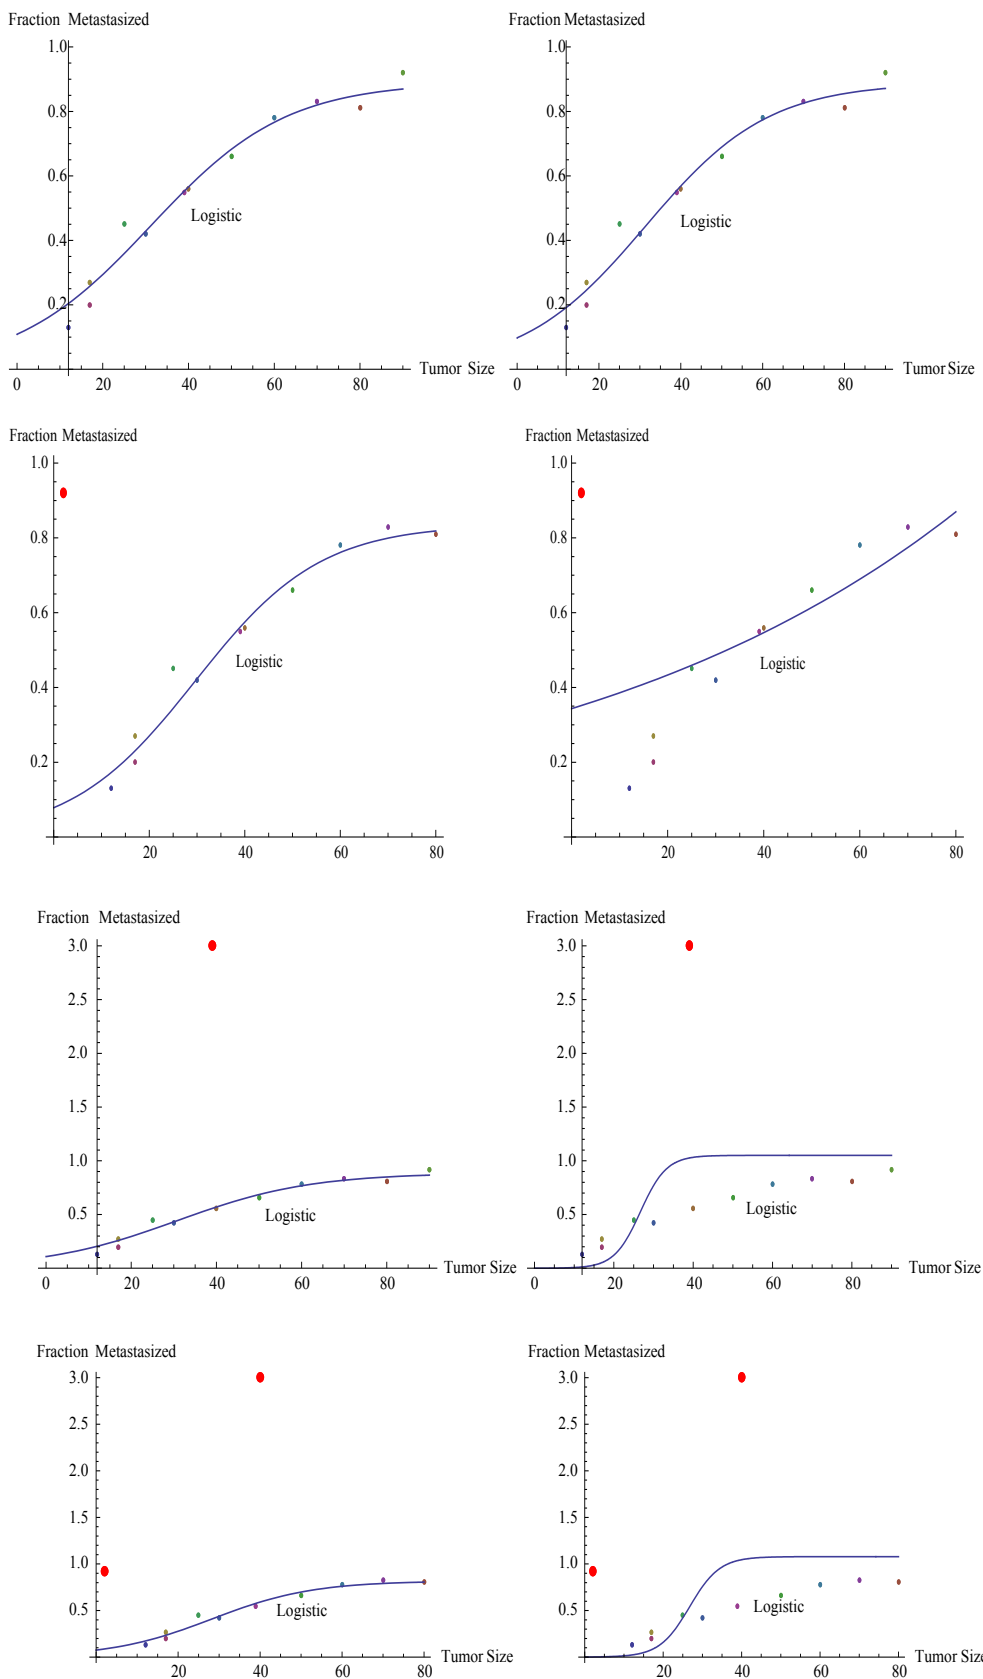 Fraction Metastasized Fraction Metastasized
1.0 1.0
0.8 0.8
0.6 0.6
Logistic Logistic
0.4 0.4
0.2 0.2
Tumor Size Tumor Size
0 20 40 60 80 0 20 40 60 80
Fraction Metastasized Fraction Metastasized
1.0 1.0
0.8 0.8
0.6 0.6
Logistic Logistic
0.4 0.4
0.2 0.2
20 40 60 80 20 40 60 80
Fraction Metastasized Fraction Metastasized
3.0 3.0
2.5 2.5
2.0 2.0
1.5 1.5
1.0 1.0
0.5 Logistic 0.5 Logistic
Tumor Size Tumor Size
0 20 40 60 80 0 20 40 60 80
Fraction Metastasized Fraction Metastasized
3.0 3.0
2.5 2.5
2.0 2.0
1.5 1.5
1.0 1.0
0.5 Logistic 0.5 Logistic
Tumor Size Tumor Size
20 40 60 80 20 40 60 80